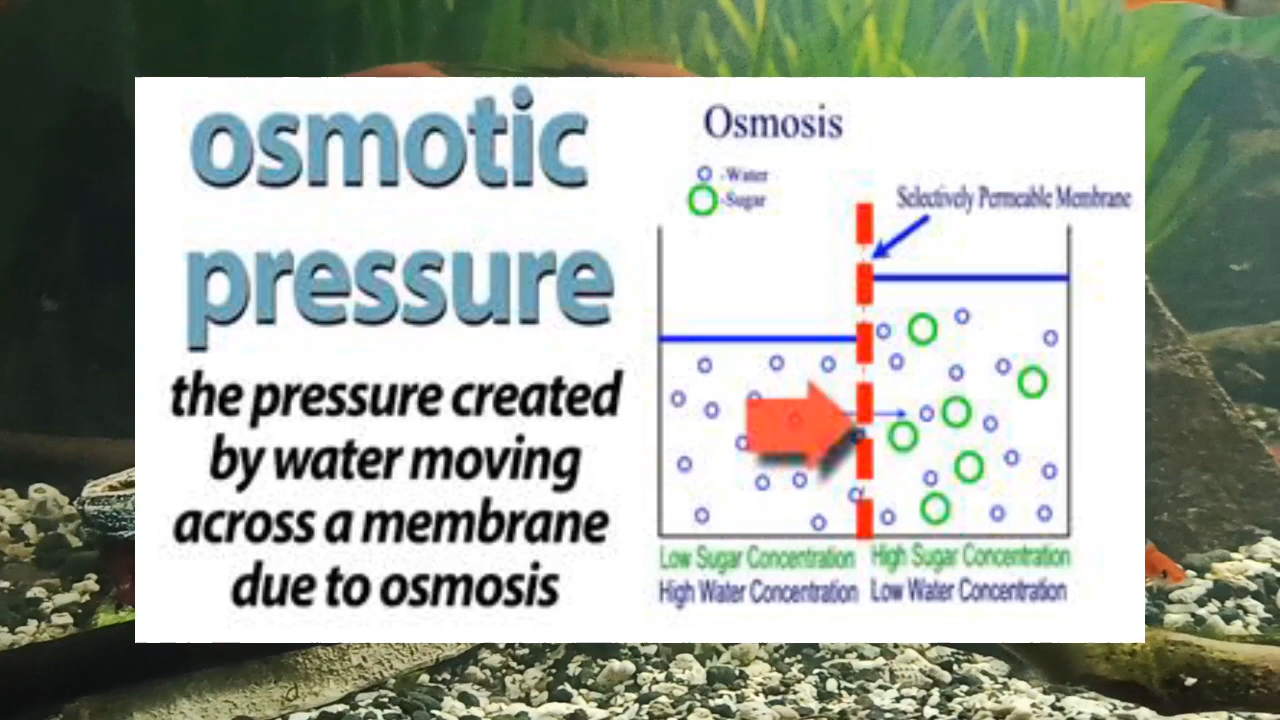 osmotic
pressure
the pressure created
by water moving
across a membrane
due to osmosis
Osmosis
-Water
-Sugar
Selectively Permeable Membrane
Low Sugar Concentration
High Water Concentration
High Sugar Concentration
Low Water Concentration